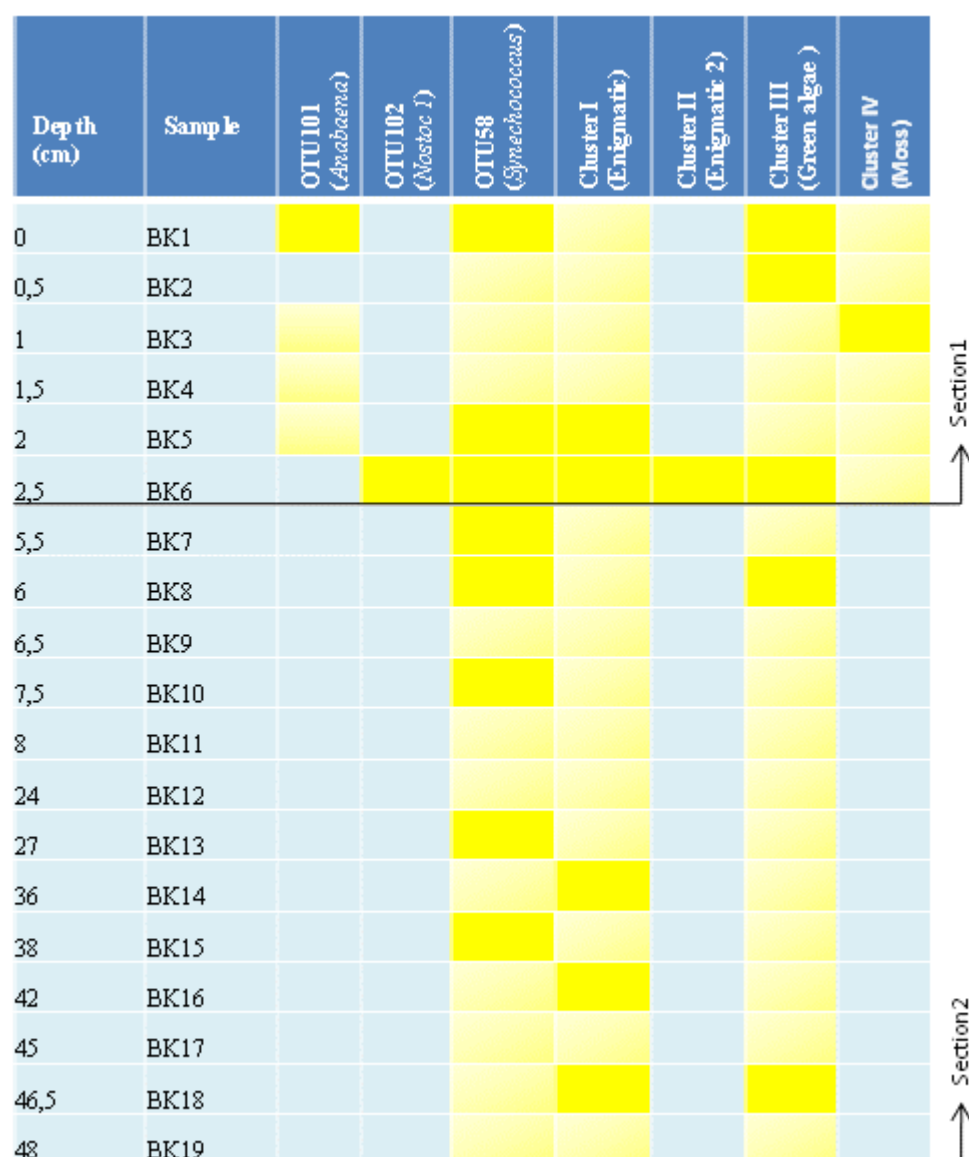 Depth
(cm)
Sample
OTU101
(Anabaena)
OTU102
(Nostoc 1)
OTU58
(Synechococcus)
Cluster I
(Enigmatic)
Cluster II
(Enigmatic 2)
Cluster III
(Green algae )
Cluster IV
(Moss)
0 BK1
0,5 BK2
1 BK3
1,5 BK4
2 BK5
2,5 BK6
Section1
5,5 BK7
6 BK8
6,5 BK9
7,5 BK10
8 BK11
24 BK12
27 BK13
36 BK14
38 BK15
42 BK16
45 BK17
46,5 BK18
48 BK19
Section2